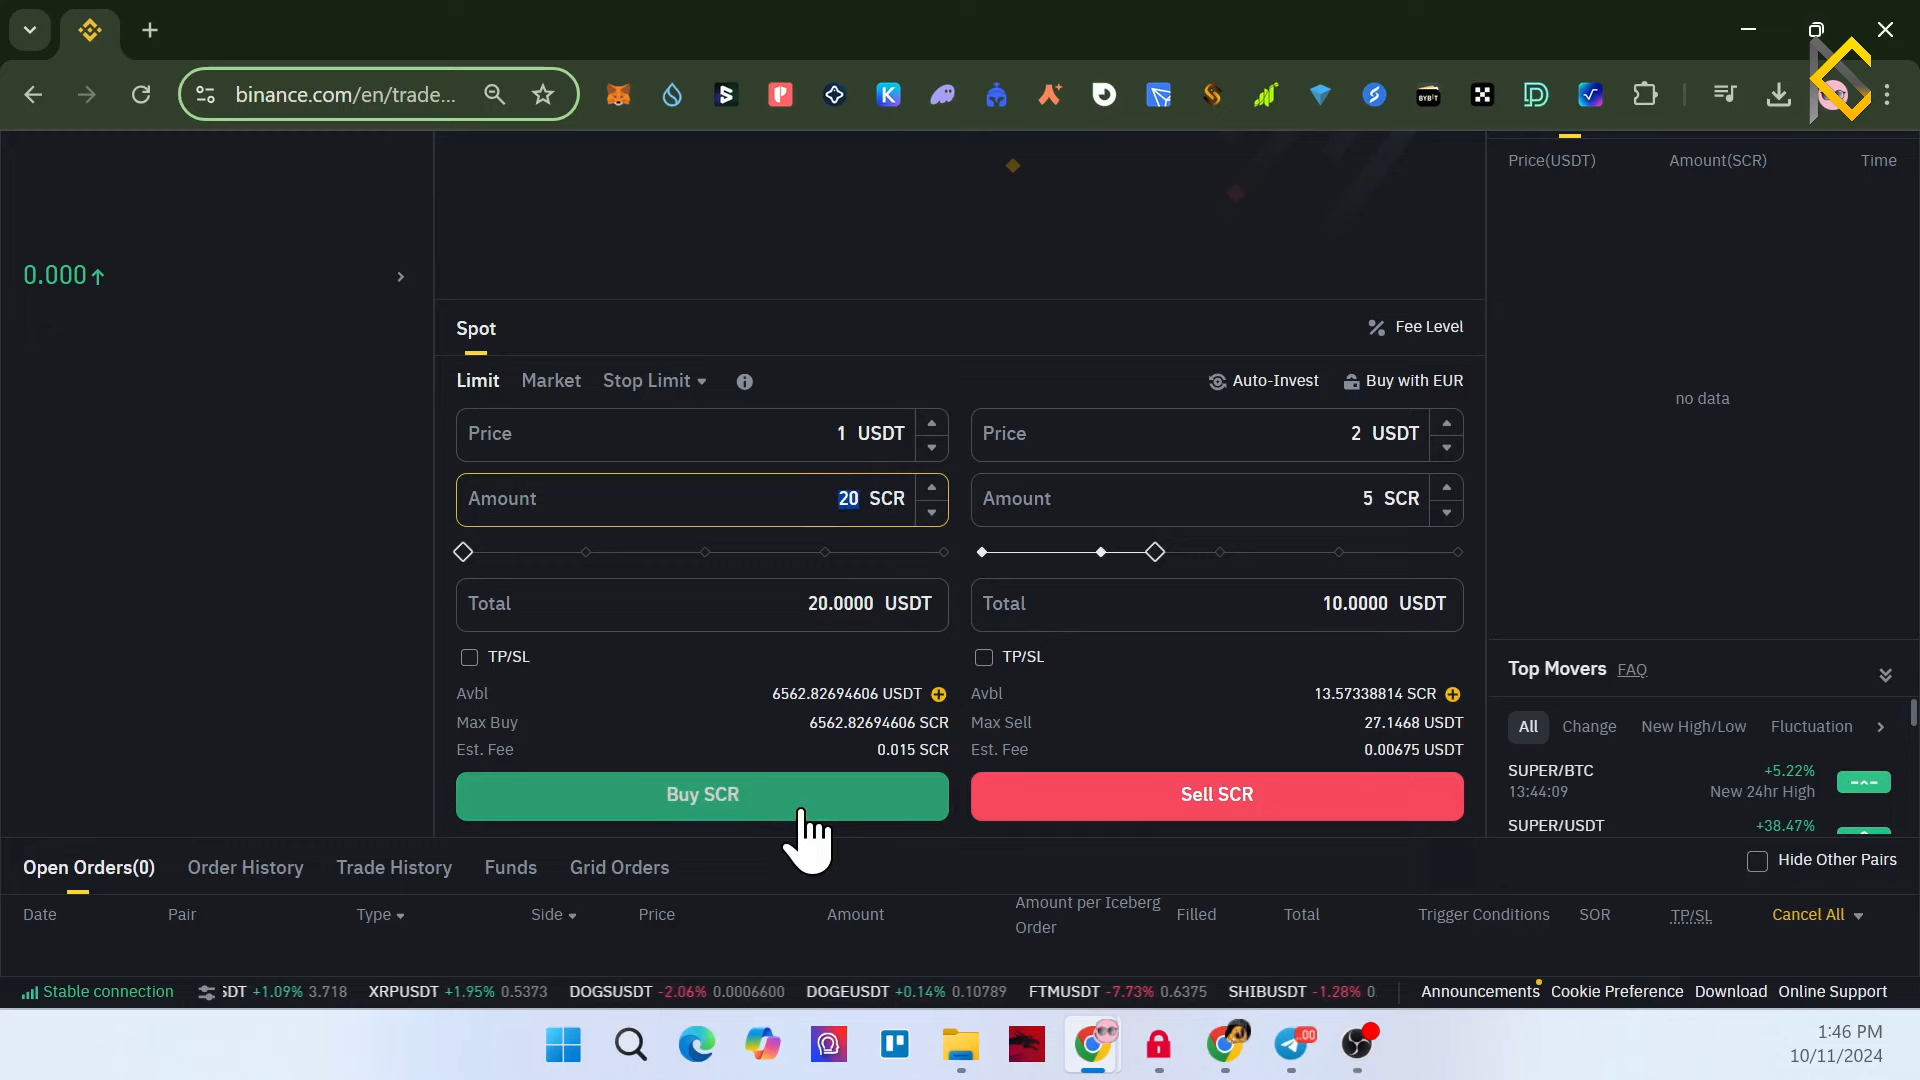 binance.com/en/trade...
Price(USDT) Amount(SCR) Time
0.000↑
Spot
Fee Level
no data
Limit Market Stop Limit
Auto-Invest Buy with EUR
Price 1 USDT
Price 2 USDT
Amount 20 SCR
Amount 5 SCR
Total 20.0000 USDT
Total 10.0000 USDT
TP/SL
TP/SL
Avbl 6562.82694606 USDT
Avbl 13.57338814 SCR
Max Buy 6562.82694606 SCR
Max Sell 27.1468 USDT
Est. Fee 0.015 SCR
Est. Fee 0.00675 USDT
Buy SCR
Sell SCR
Top Movers FAQ
All Change New High/Low Fluctuation
SUPER/BTC +5.22%
13:44:09 New 24hr High
SUPER/USDT +38.47%
Open Orders(0) Order History Trade History Funds Grid Orders
Hide Other Pairs
Date Pair Type Side Price Amount Amount per Iceberg Order Filled Total Trigger Conditions SOR TP/SL Cancel All
Stable connection SDT +1.09% 3.718 XRPUSDT +1.95% 0.5373 DOGSUSDT -2.06% 0.0006600 DOGEUSDT +0.14% 0.10789 FTMUSDT -7.73% 0.6375 SHIBUSDT -1.28% 0. Announcements Cookie Preference Download Online Support
1:46 PM
10/11/2024